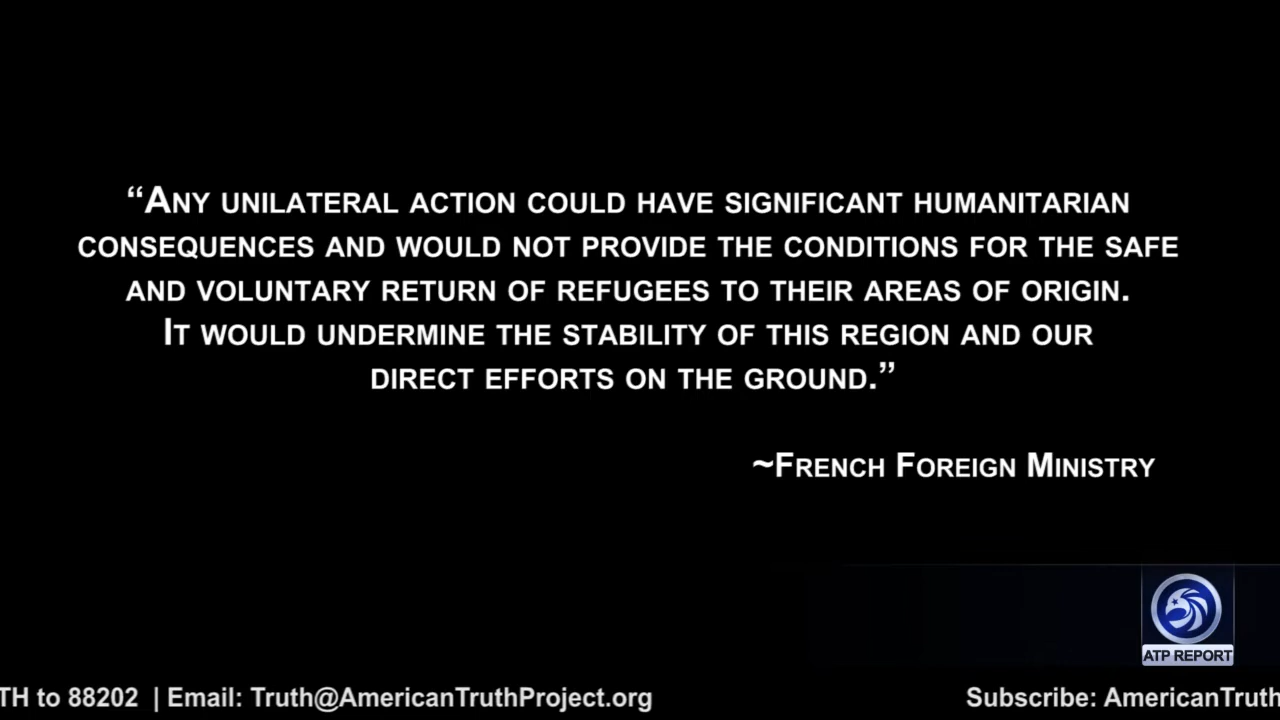 “Any unilateral action could have significant humanitarian
consequences and would not provide the conditions for the safe
and voluntary return of refugees to their areas of origin.
It would undermine the stability of this region and our
direct efforts on the ground.”
~French Foreign Ministry
ATP REPORT
TH to 88202 | Email: Truth@AmericanTruthProject.org
Subscribe: AmericanTruth